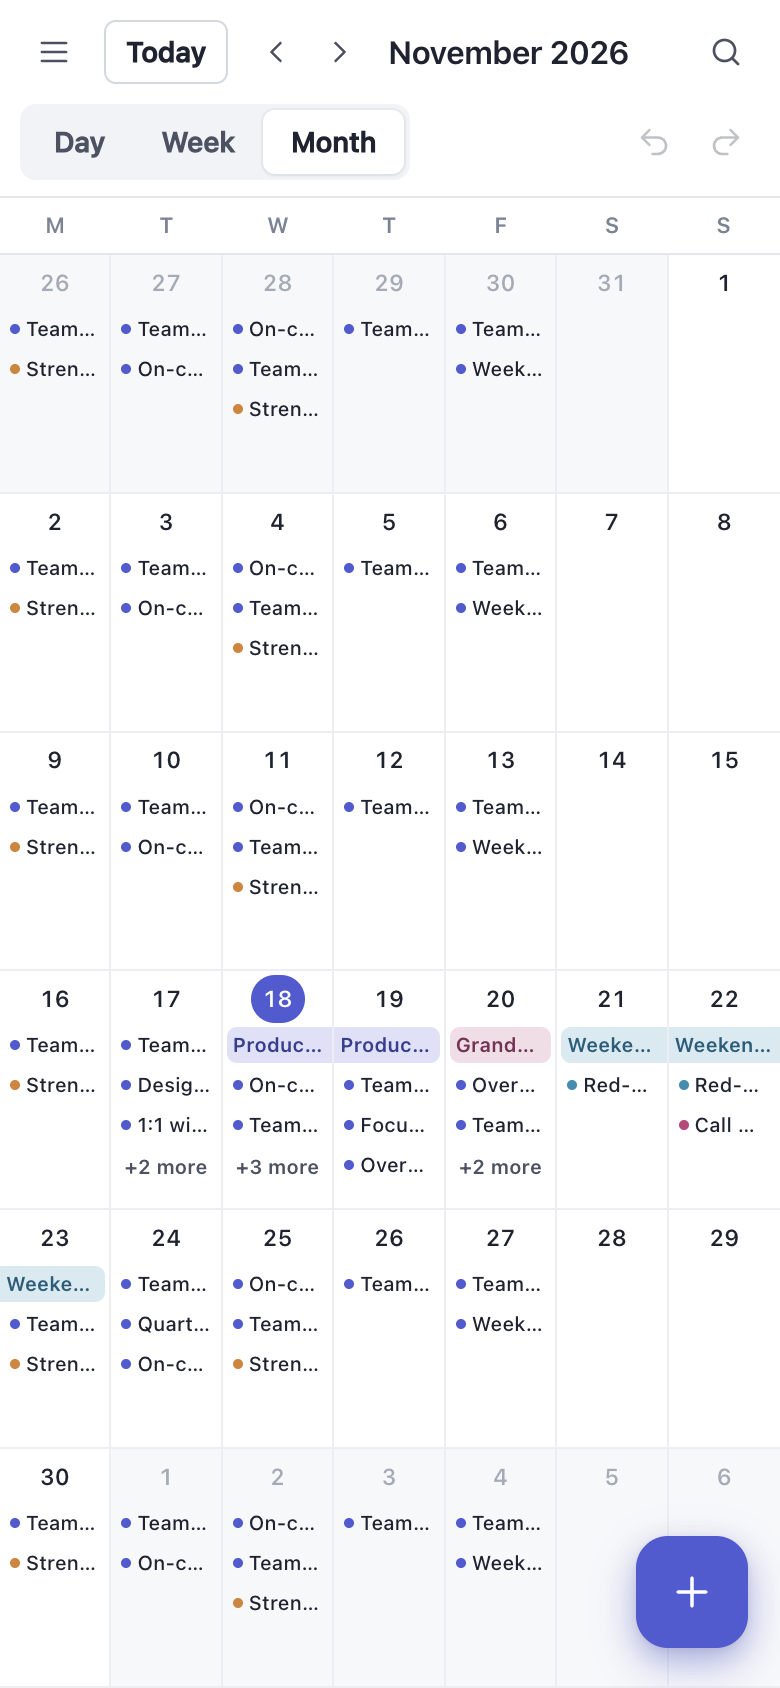 Today November 2026
Day Week Month
M T W T F S S
26 27 28 29 30 31 1
Team... Team... On-c... Team... Team...
Stren... On-c... Team... Week...
Stren...
2 3 4 5 6 7 8
Team... Team... On-c... Team... Team...
Stren... On-c... Team... Week...
Stren...
9 10 11 12 13 14 15
Team... Team... On-c... Team... Team...
Stren... On-c... Team... Week...
Stren...
16 17 18 19 20 21 22
Team... Team... Produc... Produc... Grand... Weeke... Weeken...
Stren... Desig... On-c... Team... Over... Red-... Red-...
1:1 wi... Team... Focu... Team... Call ...
+2 more +3 more Over... +2 more
23 24 25 26 27 28 29
Weeke... Team... On-c... Team... Team...
Team... Quart... Team... Week...
Stren... On-c... Stren...
30 1 2 3 4 5 6
Team... Team... On-c... Team... Team...
Stren... On-c... Team... Week...
Stren...